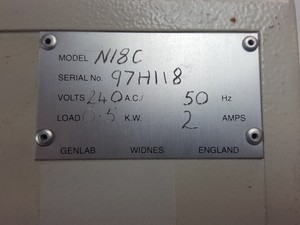 MODEL N18C
SERIAL No. 97H118
VOLTS 240 A.C./ 50 Hz
LOAD 0.5 K.W. 2 AMPS
GENLAB WIDNES ENGLAND